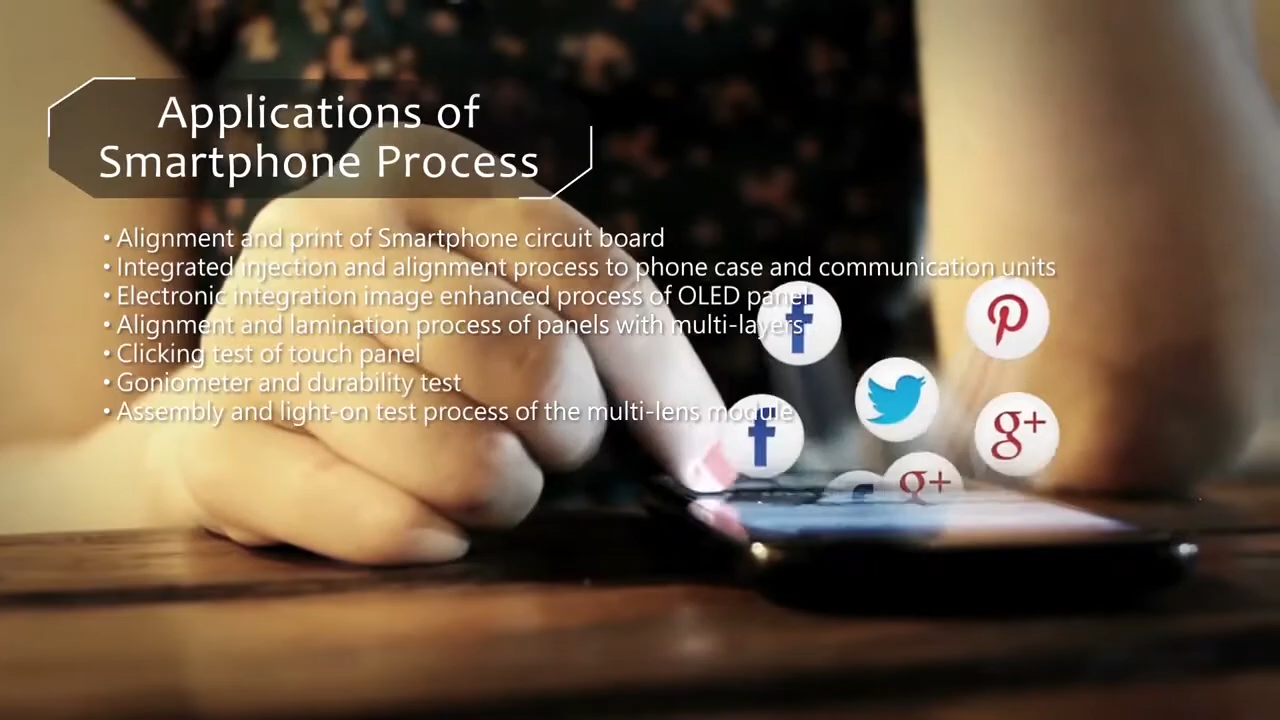 Applications of
Smartphone Process
• Alignment and print of Smartphone circuit board
• Integrated injection and alignment process to phone case and communication units
• Electronic integration image enhanced process of OLED panel
• Alignment and lamination process of panels with multi-layers
• Clicking test of touch panel
• Goniometer and durability test
• Assembly and light-on test process of the multi-lens module
f
f
g+
g+